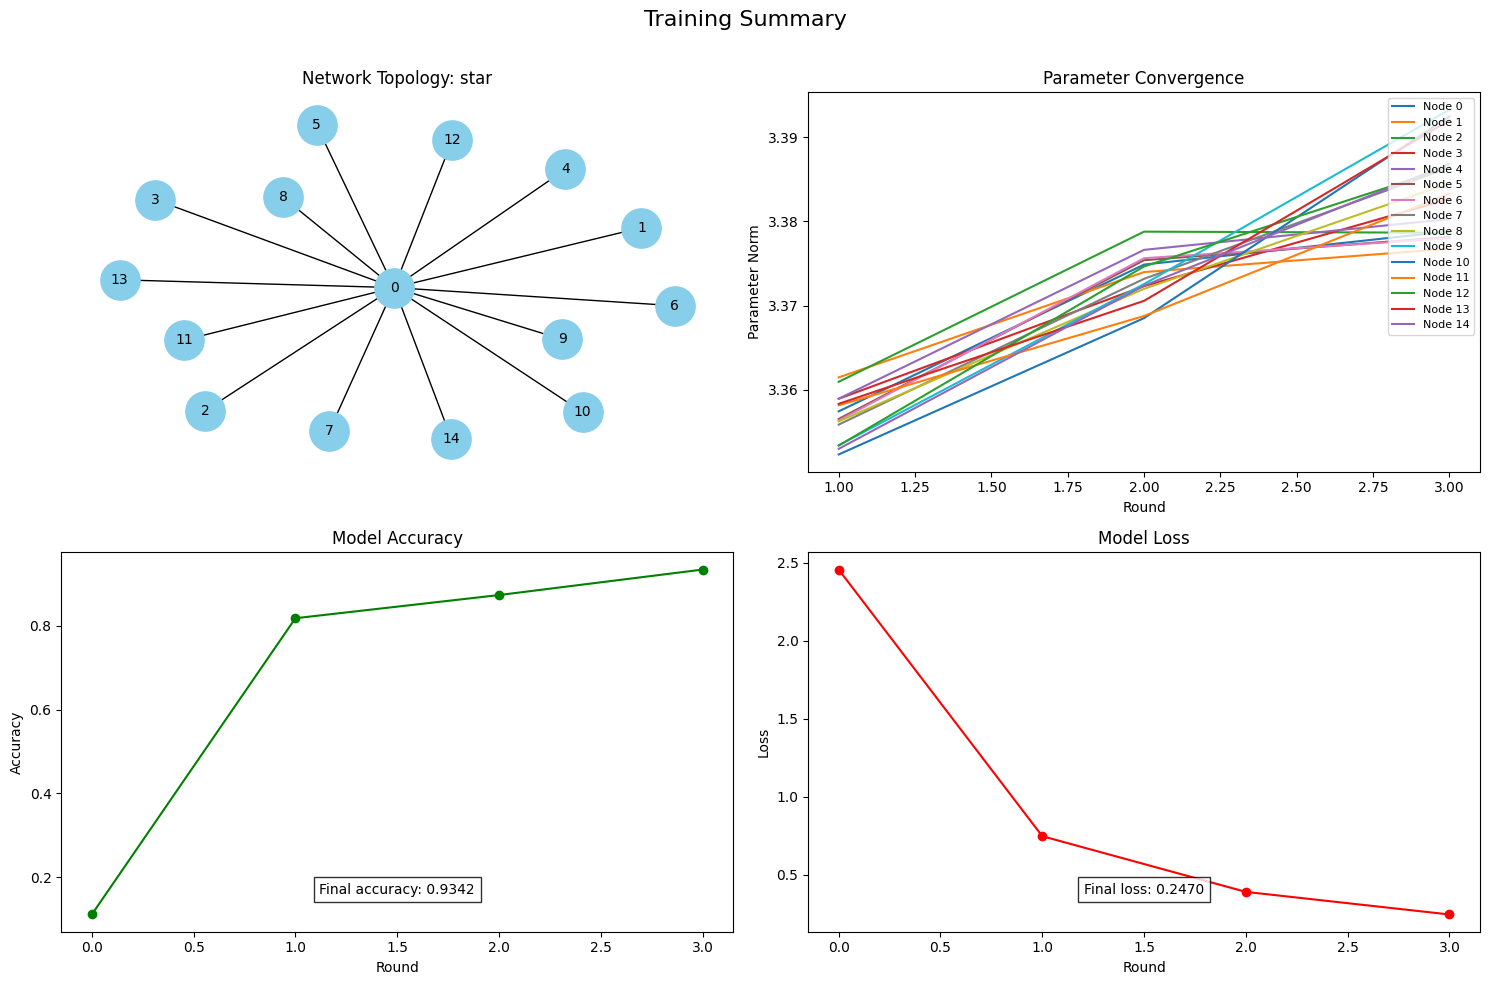 Training Summary
Network Topology: star
5
12
4
3
8
1
13
0
6
11
9
2
10
7
14
Parameter Convergence
Parameter Norm
3.39
3.38
3.37
3.36
Node 0
Node 1
Node 2
Node 3
Node 4
Node 5
Node 6
Node 7
Node 8
Node 9
Node 10
Node 11
Node 12
Node 13
Node 14
1.00 1.25 1.50 1.75 2.00 2.25 2.50 2.75 3.00
Round
Model Accuracy
Accuracy
0.8
0.6
0.4
0.2
Final accuracy: 0.9342
0.0 0.5 1.0 1.5 2.0 2.5 3.0
Round
Model Loss
Loss
2.5
2.0
1.5
1.0
0.5
Final loss: 0.2470
0.0 0.5 1.0 1.5 2.0 2.5 3.0
Round